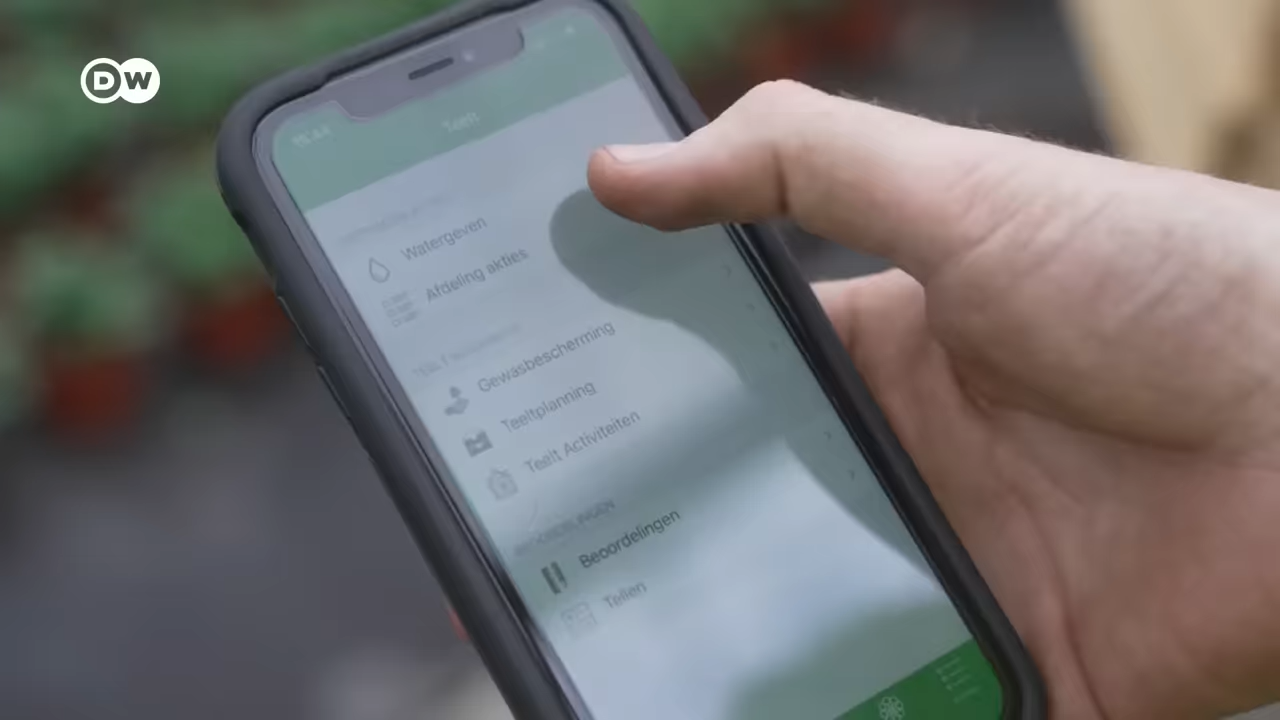 DW
Teelt
Watergeven
Afdeling akties
Gewasbescherming
Teeltplanning
Teelt Activiteiten
Beoordelingen
Tellen